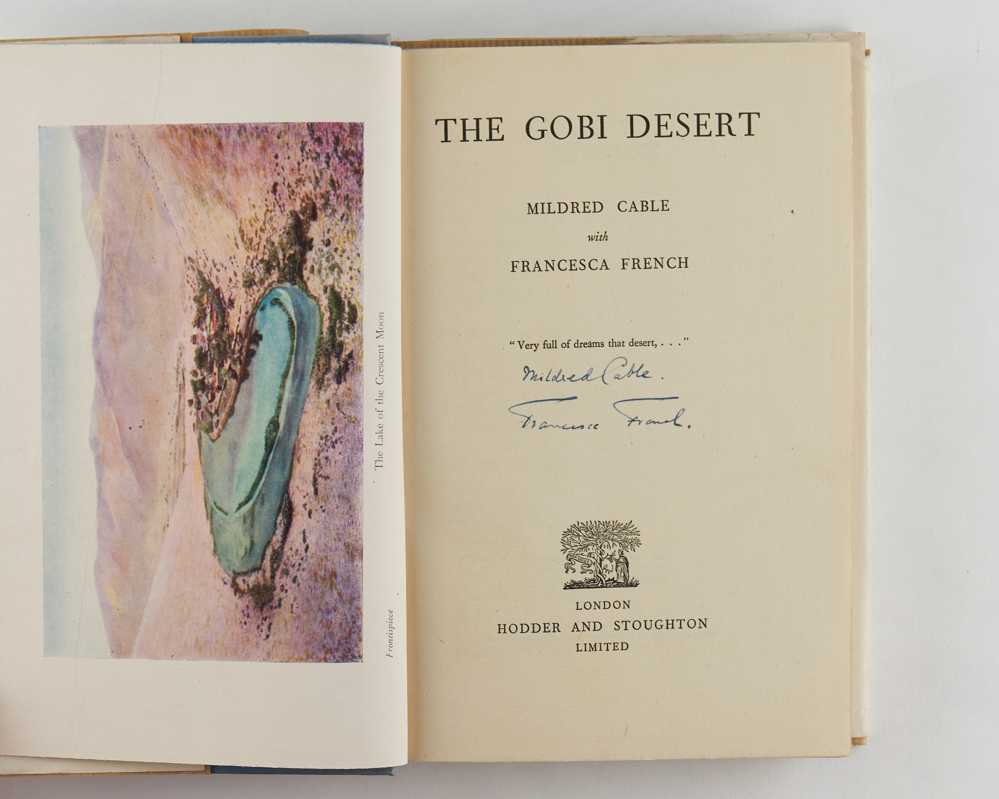 The Lake of the Crescent Moon
Frontispiece
THE GOBI DESERT
MILDRED CABLE
with
FRANCESCA FRENCH
"Very full of dreams that desert, . . ."
Mildred Cable.
Francesca French.
LONDON
HODDER AND STOUGHTON
LIMITED